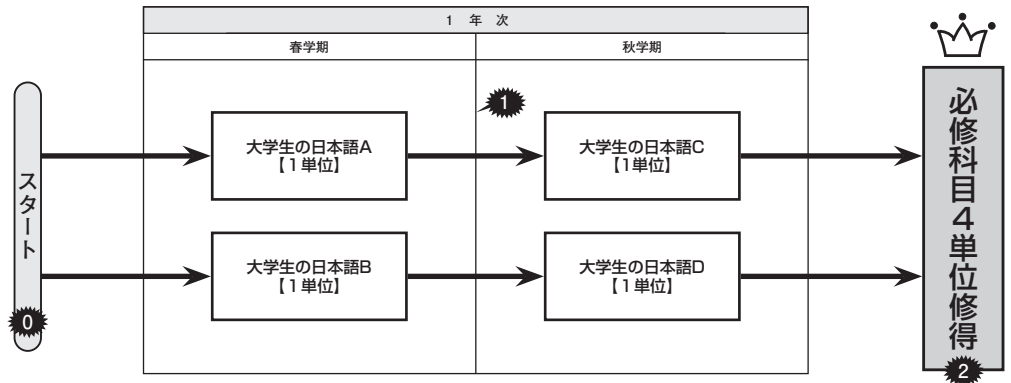 1 年 次
春学期
秋学期
スタート
0
大学生の日本語A
【1単位】
1
大学生の日本語C
【1単位】
大学生の日本語B
【1単位】
大学生の日本語D
【1単位】
必修科目4単位修得
2